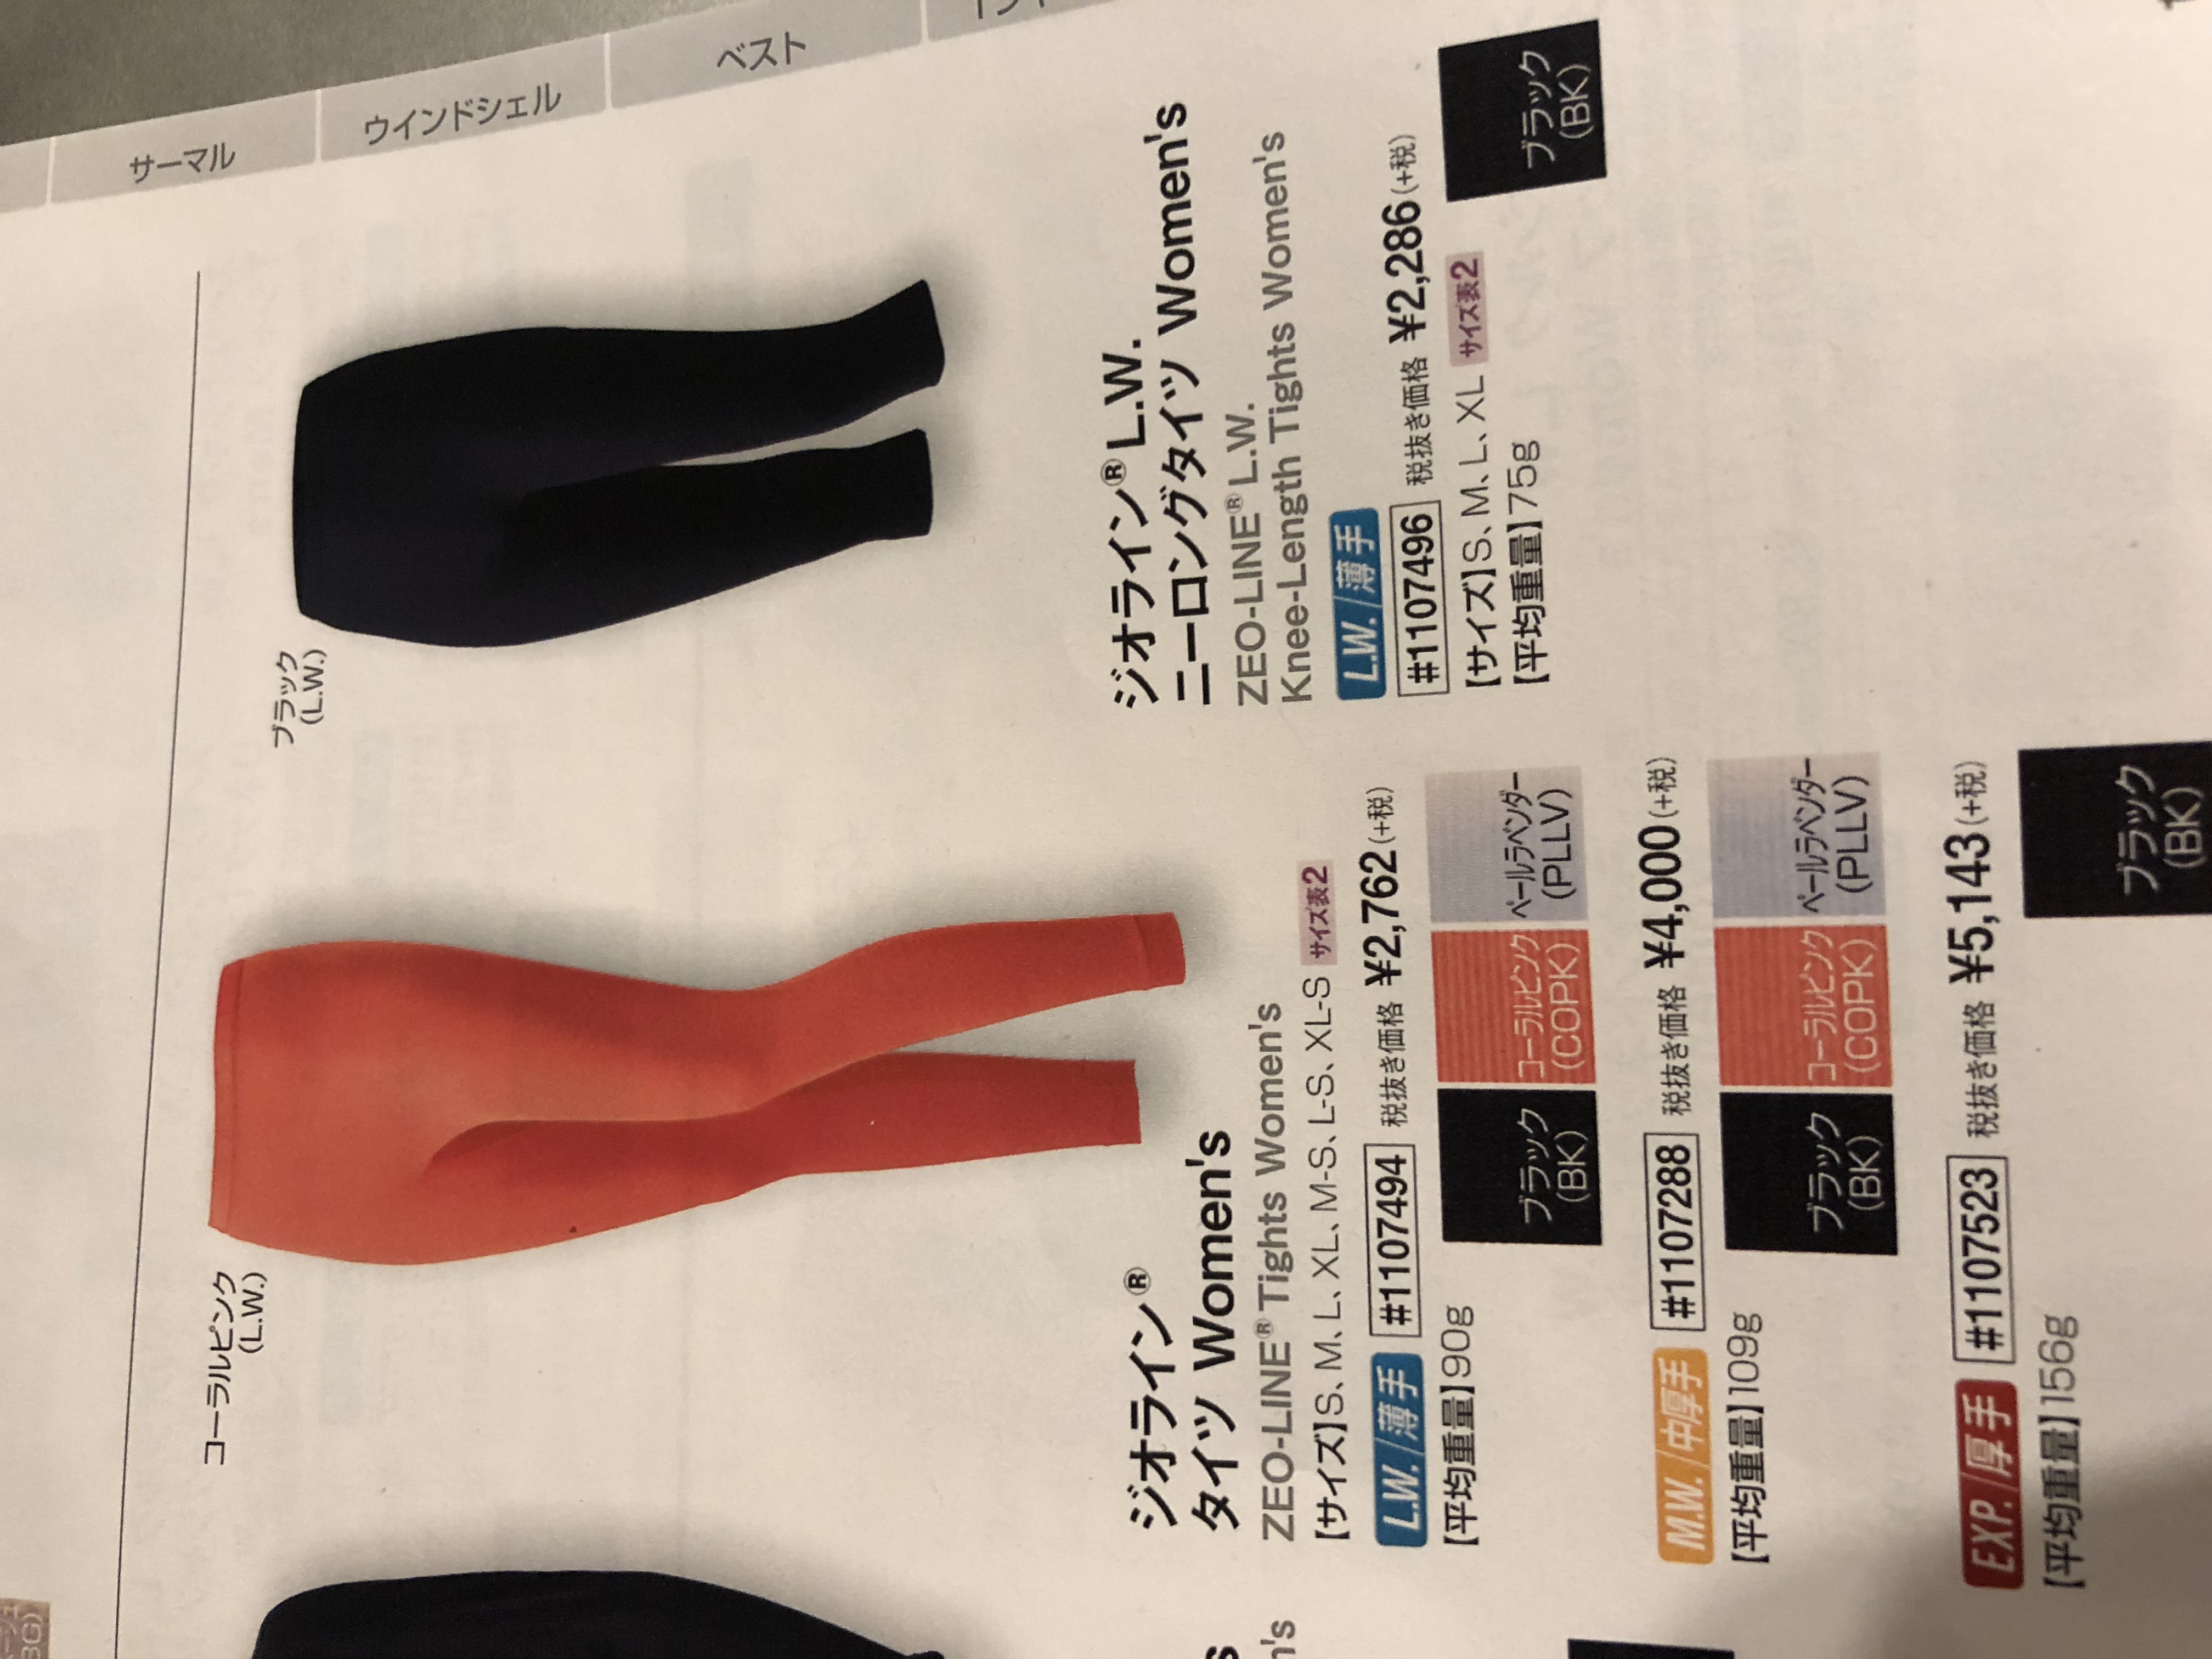 コーラルピンク
(L.W.)
ブラック
(L.W.)
サーマル
ウインドシェル
ベスト
ジオライン®
タイツ Women's
ZEO-LINE® Tights Women's
【サイズ】S、M、L、XL、M-S、L-S、XL-S サイズ表2
L.W./薄手 #1107494 税抜き価格 ¥2,762(+税)
【平均重量】90g
ブラック
(BK)
コーラルピンク
(COPK)
ペールラベンダー
(PLLV)
M.W./中厚手 #1107288 税抜き価格 ¥4,000(+税)
【平均重量】109g
ブラック
(BK)
コーラルピンク
(COPK)
ペールラベンダー
(PLLV)
EXP./厚手 #1107523 税抜き価格 ¥5,143(+税)
【平均重量】156g
ブラック
(BK)
ジオライン® L.W.
ニーロングタイツ Women's
ZEO-LINE® L.W.
Knee-Length Tights Women's
L.W./薄手
#1107496 税抜き価格 ¥2,286(+税)
【サイズ】S、M、L、XL サイズ表2
【平均重量】75g
ブラック
(BK)